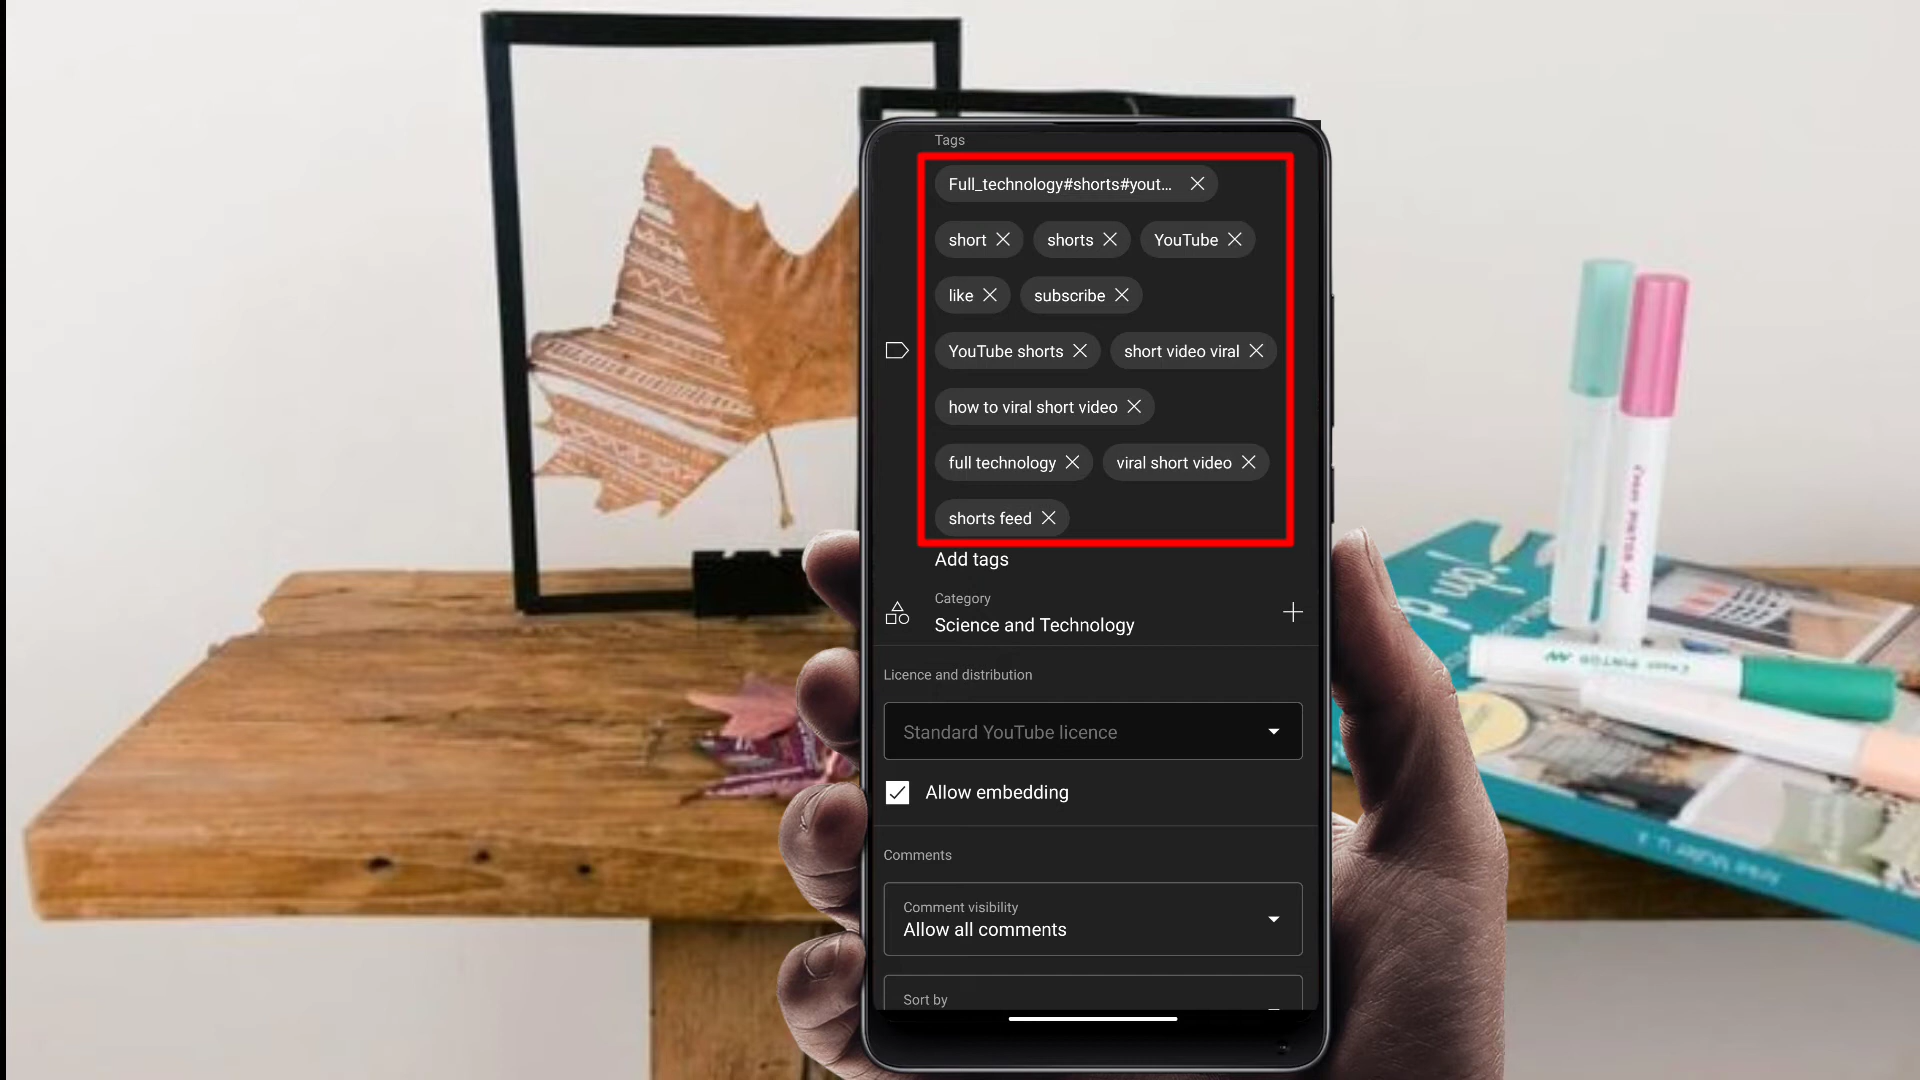 Tags
Full_technology#shorts#yout...
short shorts YouTube
like subscribe
YouTube shorts short video viral
how to viral short video
full technology viral short video
shorts feed
Add tags
Category
Science and Technology
Licence and distribution
Standard YouTube licence
Allow embedding
Comments
Comment visibility
Allow all comments
Sort by
up!